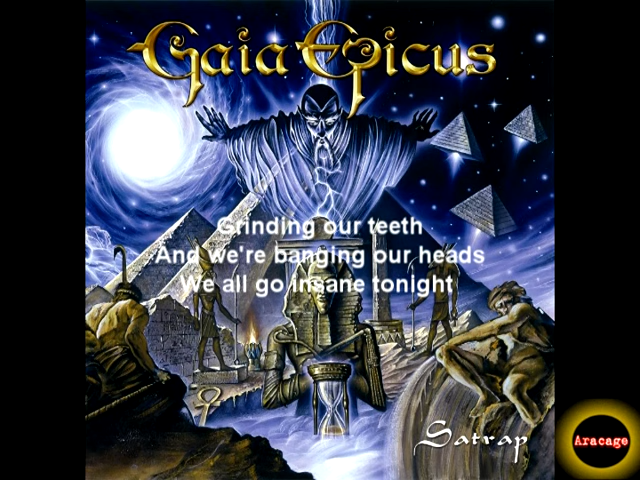 Gaia Epicus
Grinding our teeth
And we're banging our heads
We all go insane tonight
Satrap
Aracage